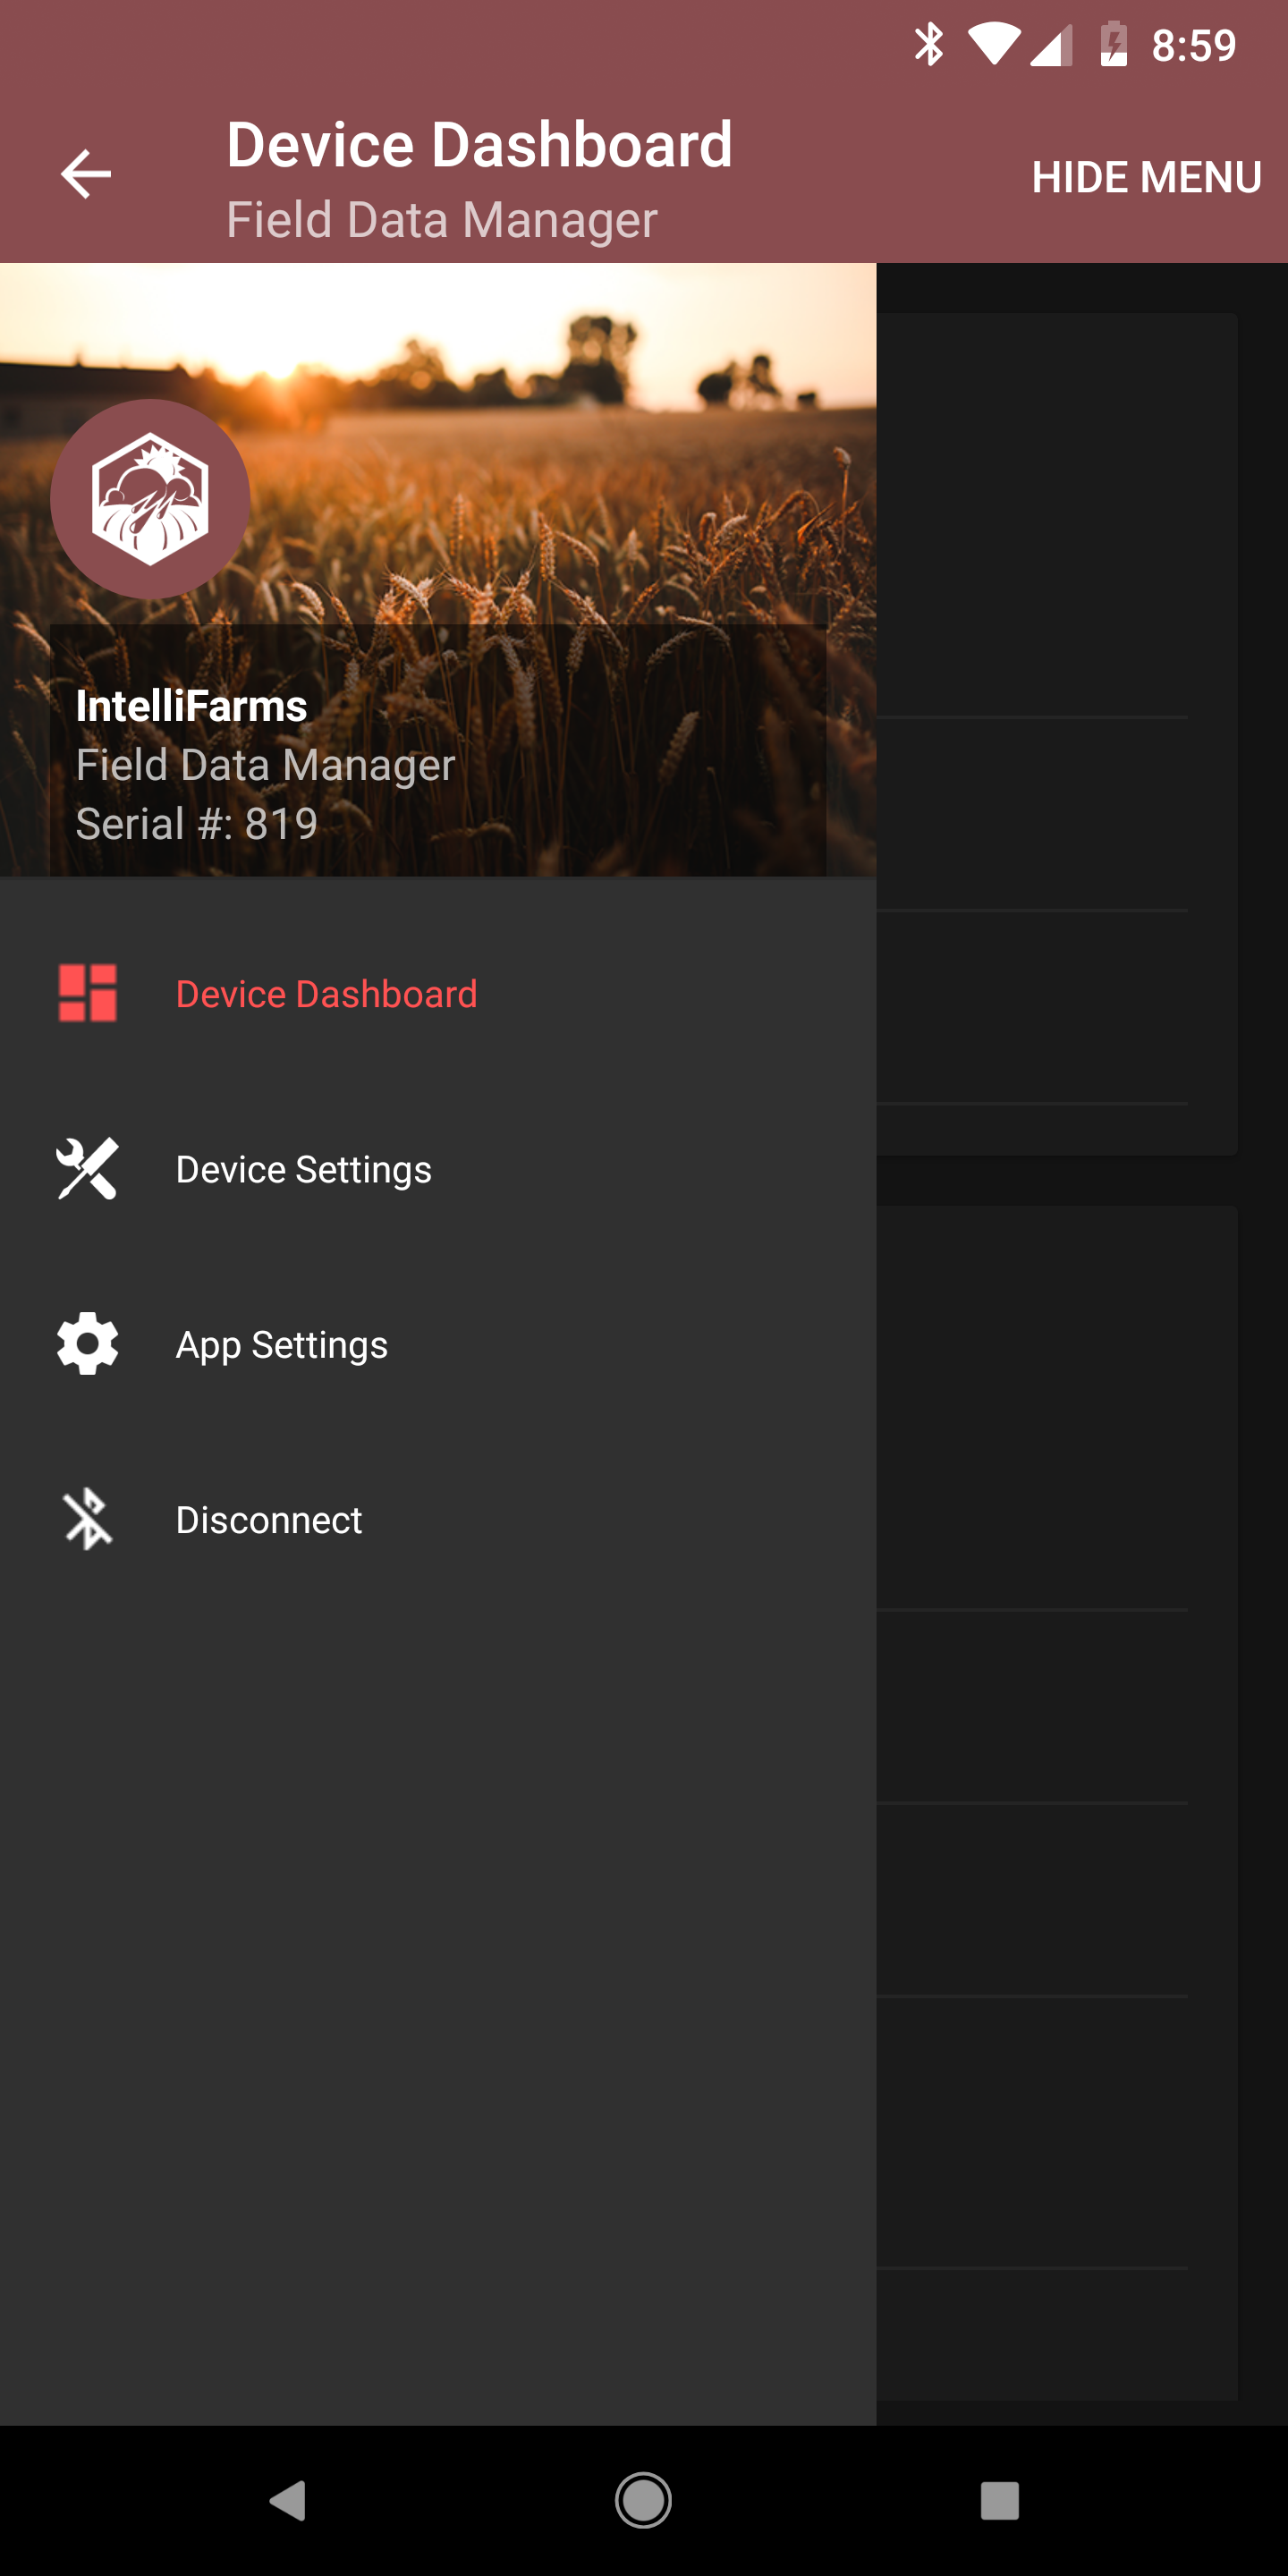 8:59
Device Dashboard
Field Data Manager
HIDE MENU
IntelliFarms
Field Data Manager
Serial #: 819
Device Dashboard
Device Settings
App Settings
Disconnect